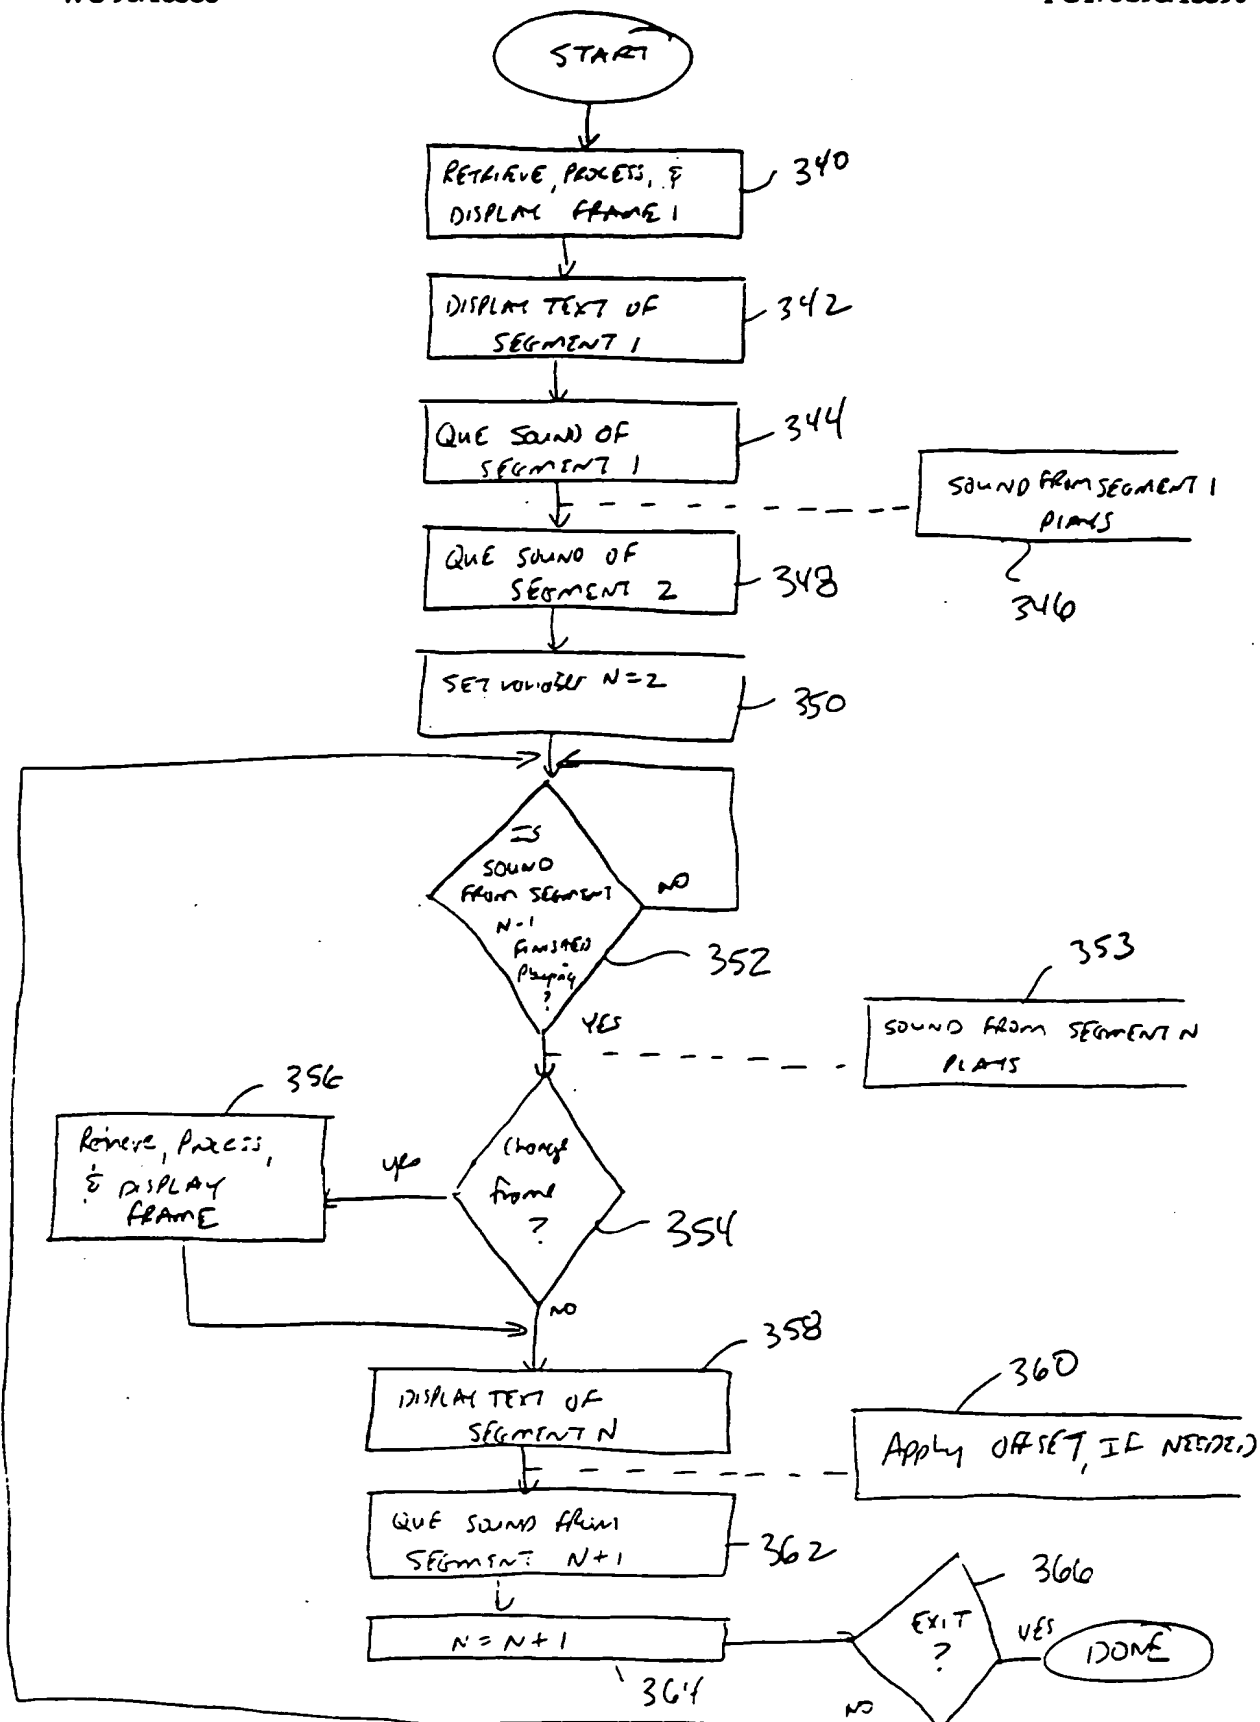 START
RETRIEVE, PROCESS, &
DISPLAY FRAME 1
340
DISPLAY TEXT OF
SEGMENT 1
342
QUE SOUND OF
SEGMENT 1
344
SOUND FROM SEGMENT 1
PLAYS
346
QUE SOUND OF
SEGMENT 2
348
SET VARIABLE N=2
350
IS
SOUND
FROM SEGMENT
N-1
FINISHED
Playing
?
NO
352
YES
353
SOUND FROM SEGMENT N
PLAYS
356
Retrieve, Process,
& DISPLAY
FRAME
yes
Change
frame
?
354
NO
358
DISPLAY TEXT OF
SEGMENT N
360
Apply OFFSET, IF NEEDED
QUE SOUND FROM
SEGMENT N+1
362
N = N+1
364
EXIT
?
366
YES
DONE
NO